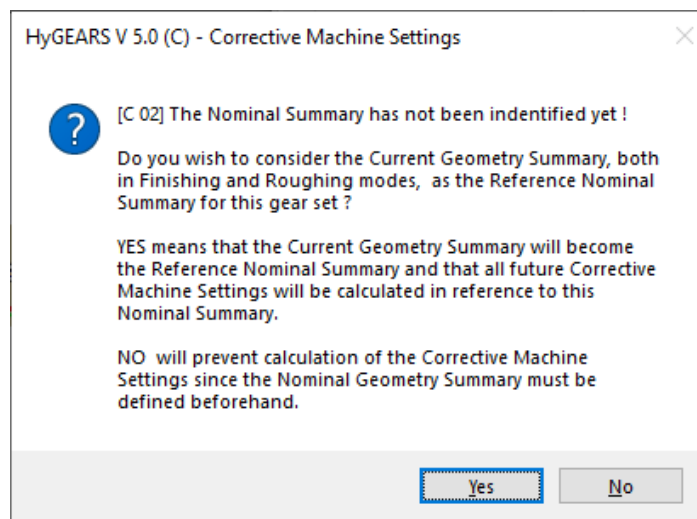 HyGEARS V 5.0 (C) - Corrective Machine Settings
[C 02] The Nominal Summary has not been indentified yet !
Do you wish to consider the Current Geometry Summary, both
in Finishing and Roughing modes,  as the Reference Nominal
Summary for this gear set ?
YES means that the Current Geometry Summary will become
the Reference Nominal Summary and that all future Corrective
Machine Settings will be calculated in reference to this
Nominal Summary.
NO  will prevent calculation of the Corrective Machine
Settings since the Nominal Geometry Summary must be
defined beforehand.
Yes
No